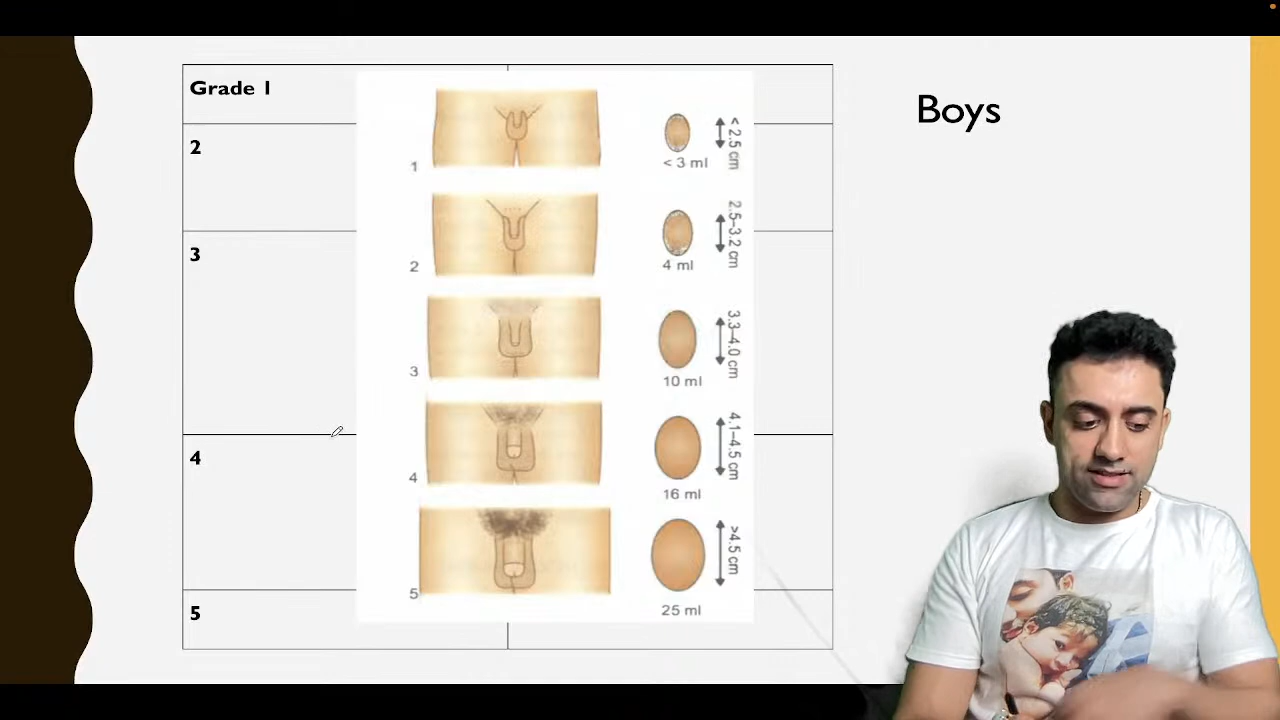 Grade 1
Boys
2
3
4
5
1
< 3 ml
< 2.5 cm
2
4 ml
2.5–3.2 cm
3
10 ml
3.3–4.0 cm
4
16 ml
4.1–4.5 cm
5
25 ml
>4.5 cm